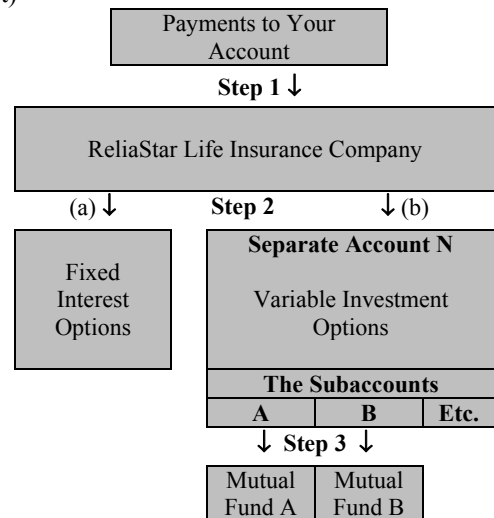 t)
Payments to Your
Account
Step 1 ↓
ReliaStar Life Insurance Company
(a) ↓ Step 2 ↓ (b)
Fixed
Interest
Options
Separate Account N
Variable Investment
Options
The Subaccounts
A B Etc.
↓ Step 3 ↓
Mutual
Fund A
Mutual
Fund B